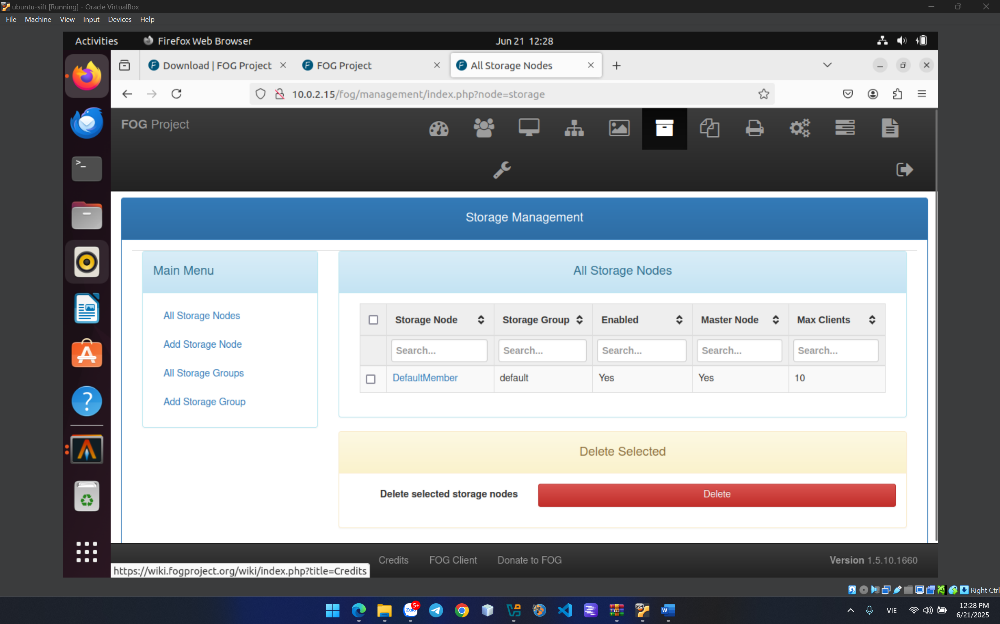 ubuntu-sift [Running] - Oracle VirtualBox
File Machine View Input Devices Help
Activities Firefox Web Browser Jun 21 12:28
Download | FOG Project FOG Project All Storage Nodes
10.0.2.15/fog/management/index.php?node=storage
FOG Project
Storage Management
Main Menu
All Storage Nodes
Add Storage Node
All Storage Groups
Add Storage Group
All Storage Nodes
Storage Node Storage Group Enabled Master Node Max Clients
Search... Search... Search... Search... Search...
DefaultMember default Yes Yes 10
Delete Selected
Delete selected storage nodes Delete
Credits FOG Client Donate to FOG Version 1.5.10.1660
https://wiki.fogproject.org/wiki/index.php?title=Credits
Right Ctrl
Zalo 5+ x64 W
VIE 12:28 PM
6/21/2025